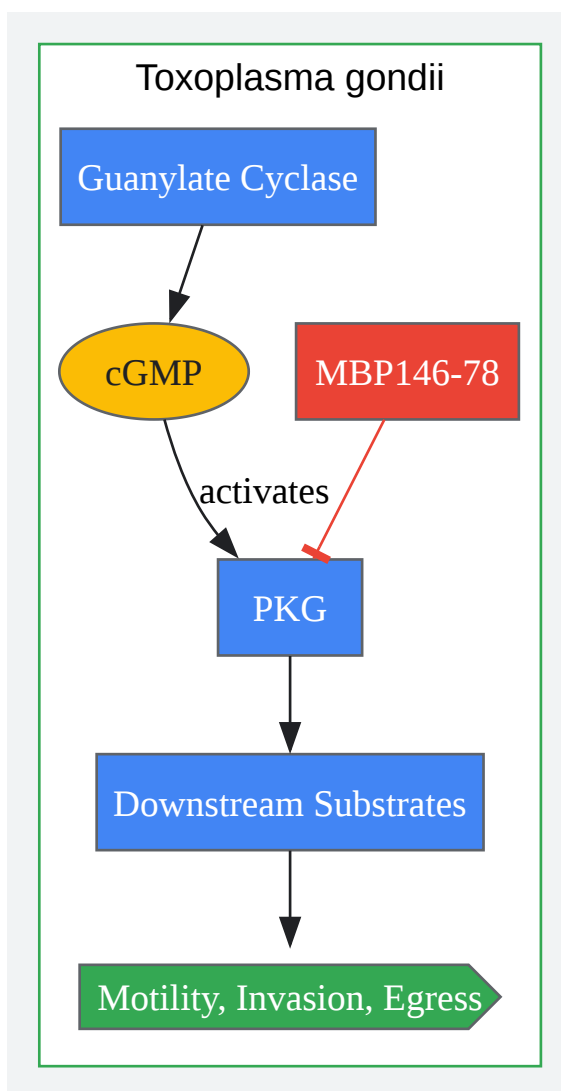 Toxoplasma gondii
Guanylate Cyclase
cGMP
MBP146-78
activates
PKG
Downstream Substrates
Motility, Invasion, Egress